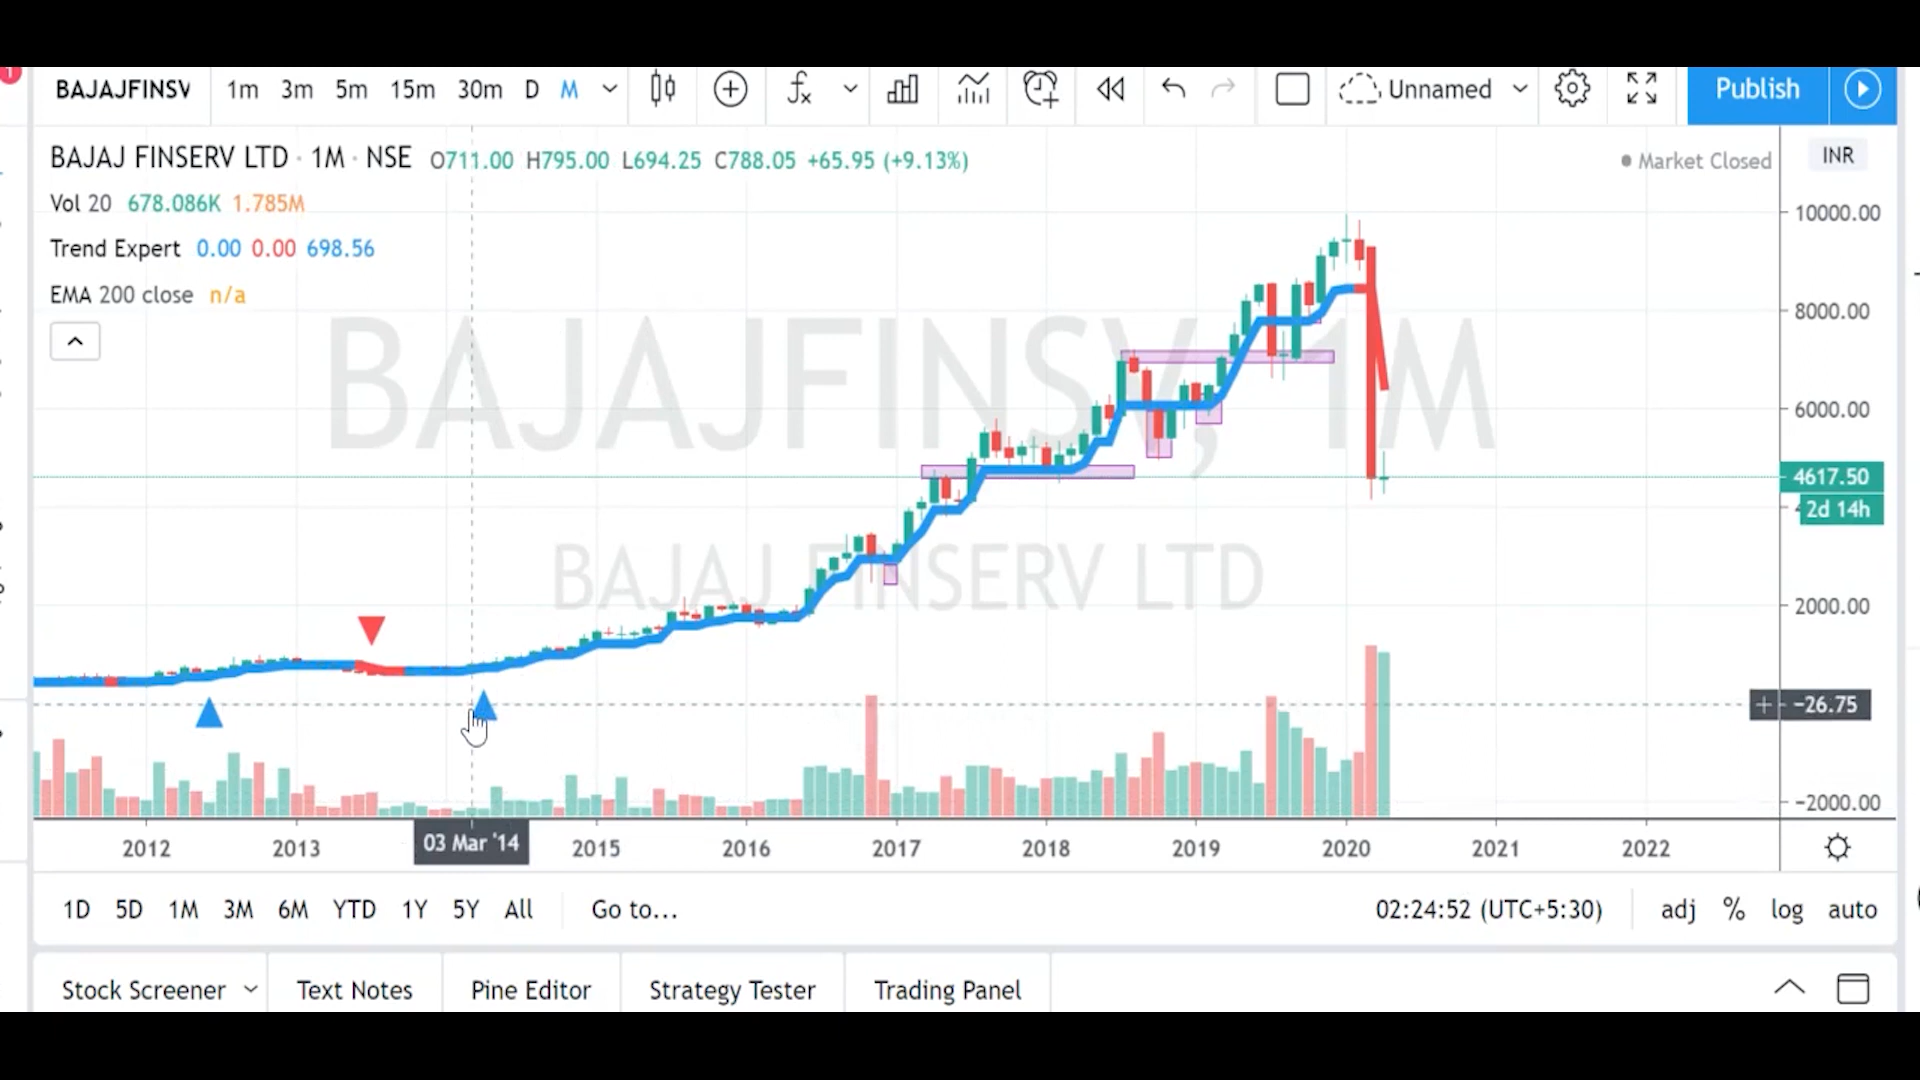 1
BAJAJFINSV 1m 3m 5m 15m 30m D M Unnamed Publish
BAJAJ FINSERV LTD · 1M · NSE O711.00 H795.00 L694.25 C788.05 +65.95 (+9.13%) Market Closed INR
Vol 20 678.086K 1.785M
Trend Expert 0.00 0.00 698.56
EMA 200 close n/a
BAJAJFINSV, 1M
BAJAJ FINSERV LTD
10000.00
8000.00
6000.00
4617.50
2d 14h
2000.00
−26.75
−2000.00
2012 2013 03 Mar '14 2015 2016 2017 2018 2019 2020 2021 2022
1D 5D 1M 3M 6M YTD 1Y 5Y All Go to... 02:24:52 (UTC+5:30) adj % log auto
Stock Screener Text Notes Pine Editor Strategy Tester Trading Panel